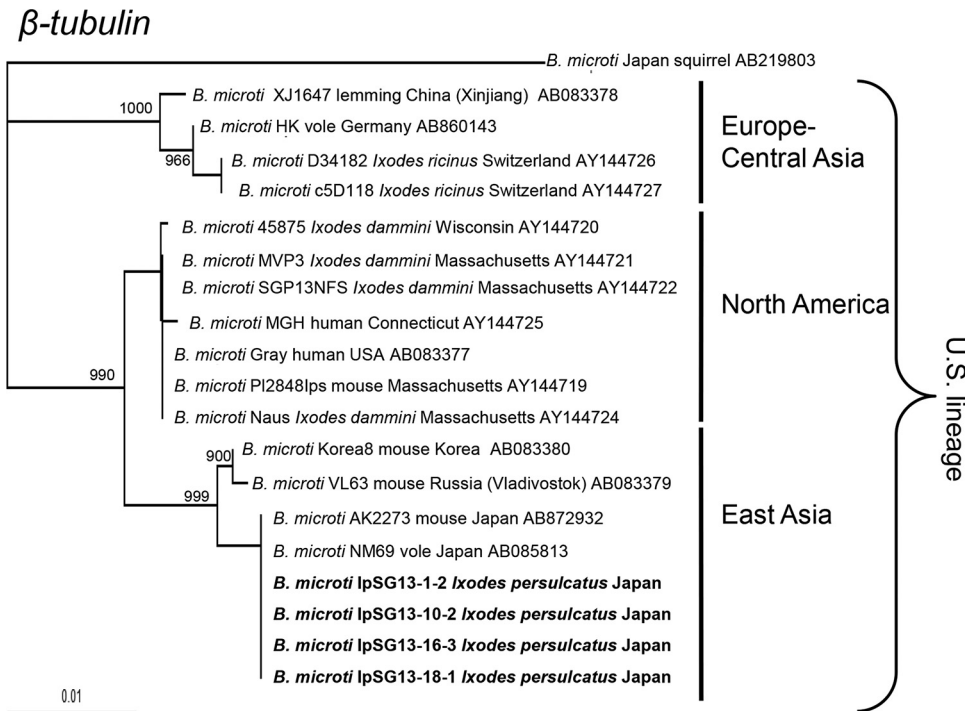 β-tubulin
B. microti Japan squirrel AB219803
1000
B. microti XJ1647 lemming China (Xinjiang) AB083378
B. microti HK vole Germany AB860143
966
B. microti D34182 Ixodes ricinus Switzerland AY144726
B. microti c5D118 Ixodes ricinus Switzerland AY144727
Europe-
Central Asia
B. microti 45875 Ixodes dammini Wisconsin AY144720
B. microti MVP3 Ixodes dammini Massachusetts AY144721
B. microti SGP13NFS Ixodes dammini Massachusetts AY144722
B. microti MGH human Connecticut AY144725
B. microti Gray human USA AB083377
B. microti PI2848Ips mouse Massachusetts AY144719
B. microti Naus Ixodes dammini Massachusetts AY144724
North America
990
900
B. microti Korea8 mouse Korea AB083380
B. microti VL63 mouse Russia (Vladivostok) AB083379
999
B. microti AK2273 mouse Japan AB872932
B. microti NM69 vole Japan AB085813
B. microti IpSG13-1-2 Ixodes persulcatus Japan
B. microti IpSG13-10-2 Ixodes persulcatus Japan
B. microti IpSG13-16-3 Ixodes persulcatus Japan
B. microti IpSG13-18-1 Ixodes persulcatus Japan
East Asia
U.S. lineage
0.01